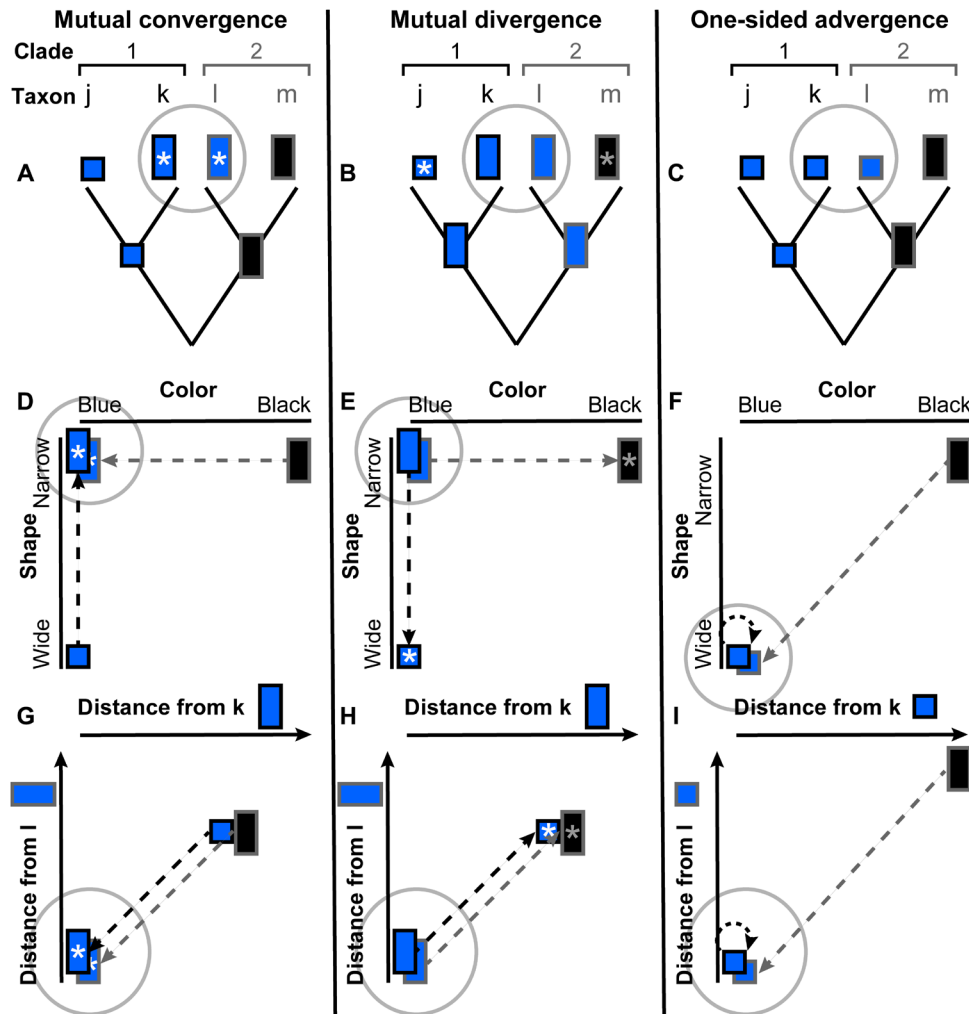 Mutual convergence Mutual divergence One-sided advergence
Clade 1 2 1 2 1 2
Taxon j k l m j k l m j k l m
A * * B * * C
Color Color
D Blue Black E Blue Black F Blue Black
Narrow Narrow Narrow
Shape Shape Shape
Wide Wide Wide
* * * *
G Distance from k H Distance from k I Distance from k
Distance from l Distance from l Distance from l
* * * *